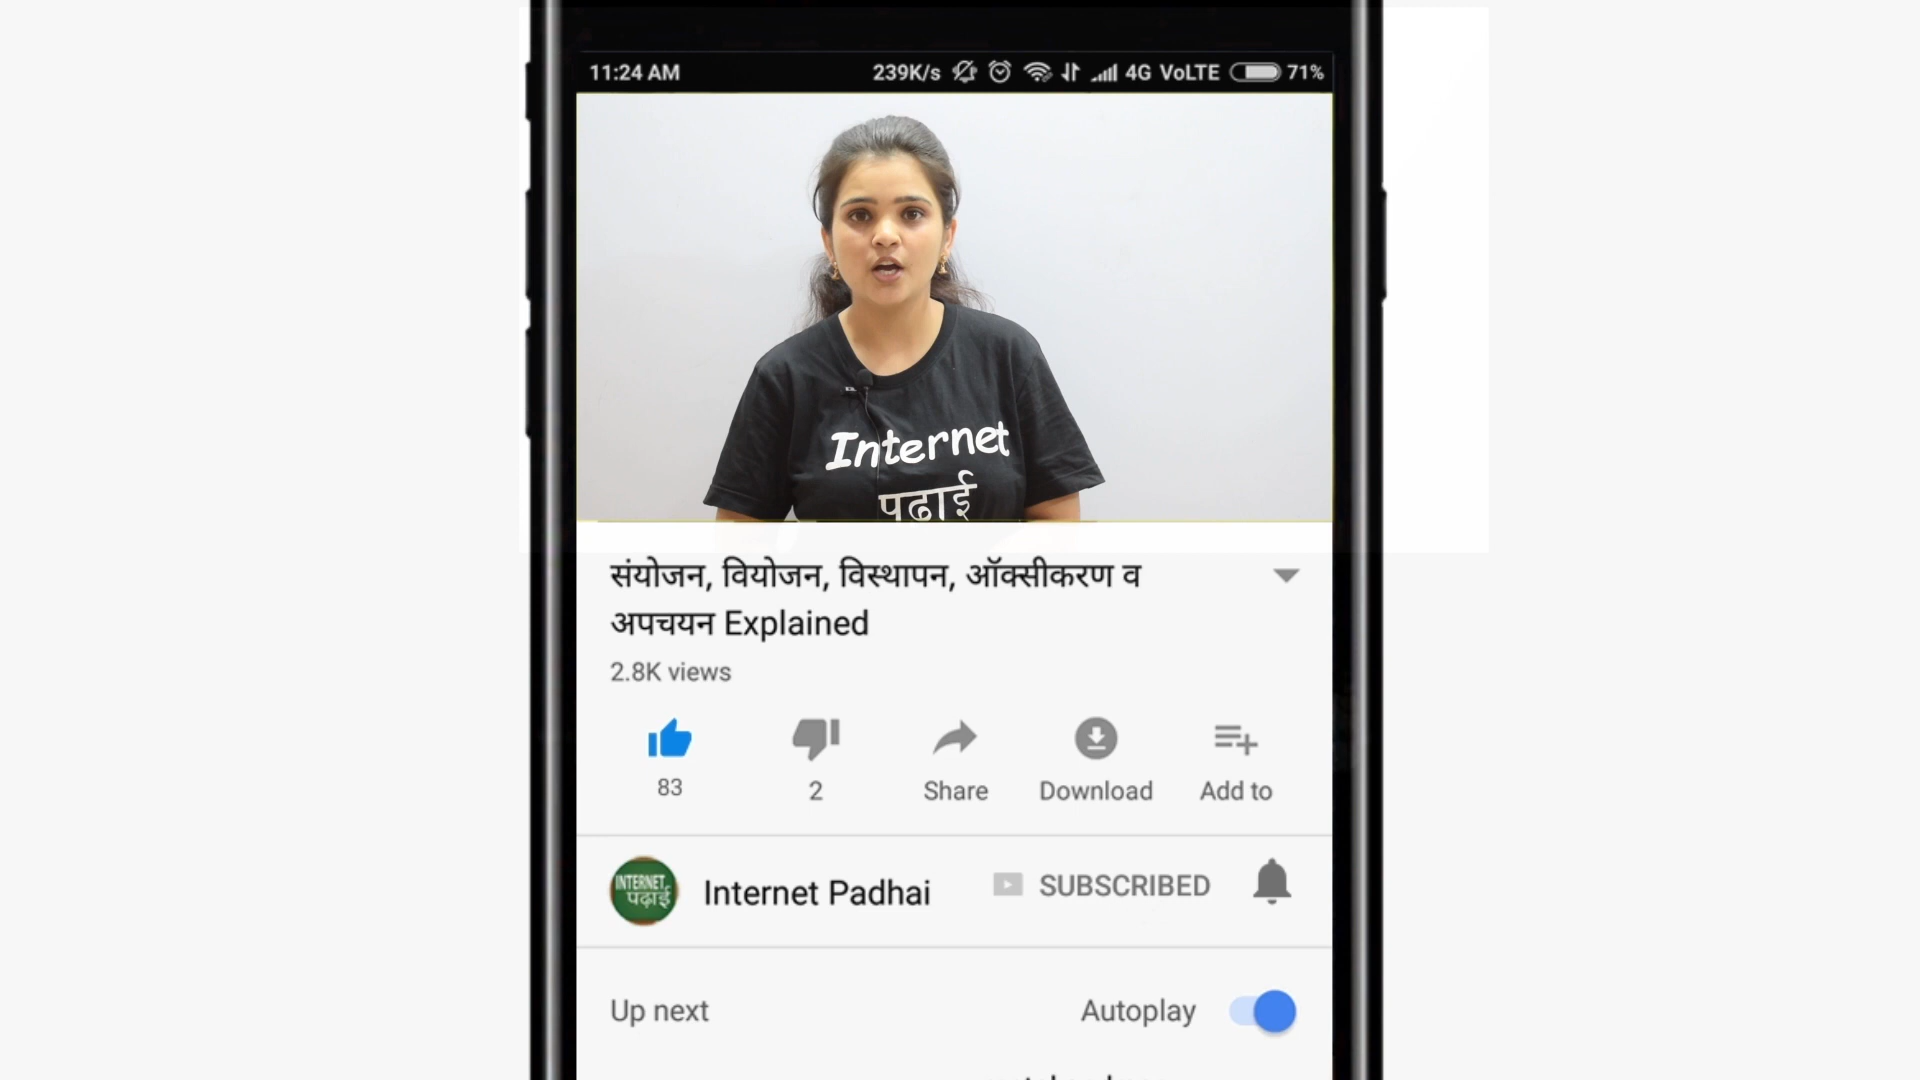 11:24 AM 239K/s 4G VoLTE 71%
Internet
पढाई
संयोजन, वियोजन, विस्थापन, ऑक्सीकरण व
अपचयन Explained
2.8K views
83 2 Share Download Add to
INTERNET
पढ़ाई
Internet Padhai SUBSCRIBED
Up next Autoplay